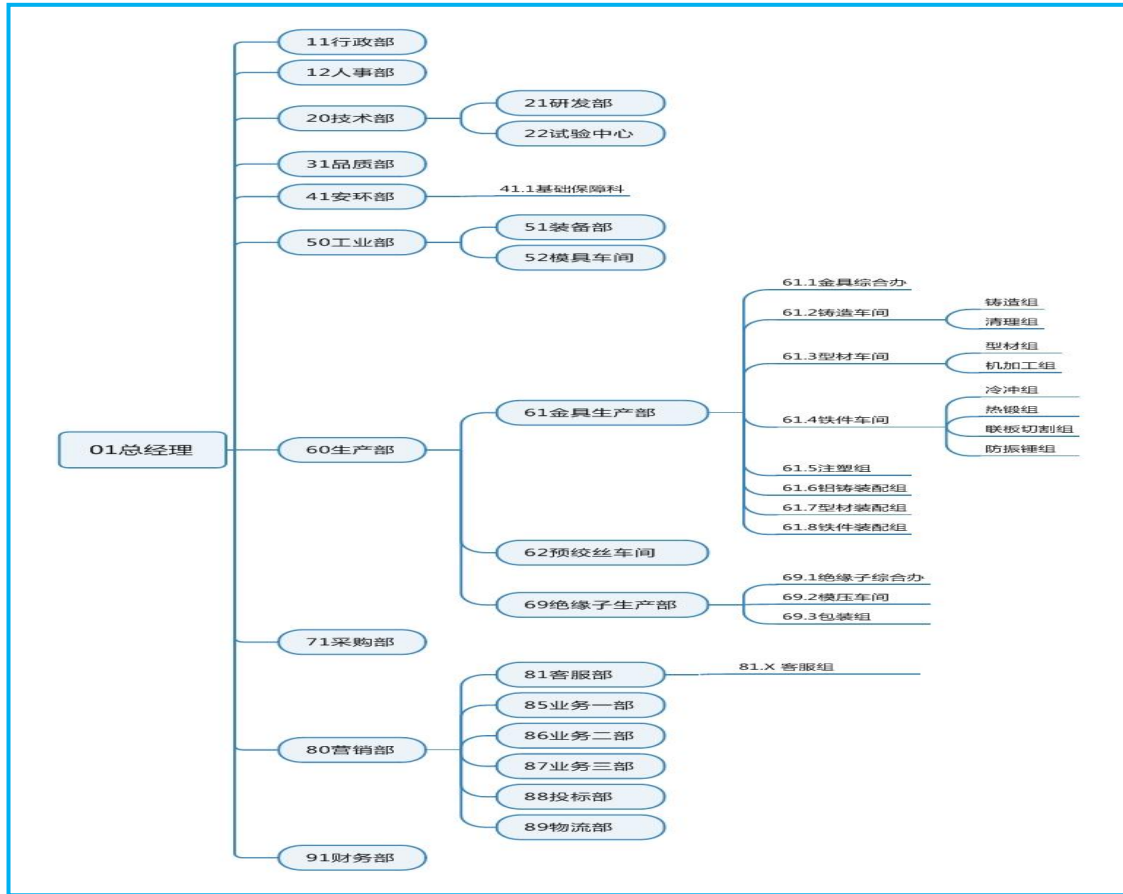 01总经理
11行政部
12人事部
20技术部
21研发部
22试验中心
31品质部
41安环部
41.1基础保障科
50工业部
51装备部
52模具车间
60生产部
61金具生产部
61.1金具综合办
61.2铸造车间
铸造组
清理组
61.3型材车间
型材组
机加工组
61.4铁件车间
冷冲组
热锻组
联板切割组
防振锤组
61.5注塑组
61.6铝铸装配组
61.7型材装配组
61.8铁件装配组
62预绞丝车间
69绝缘子生产部
69.1绝缘子综合办
69.2模压车间
69.3包装组
71采购部
80营销部
81客服部
81.X 客服组
85业务一部
86业务二部
87业务三部
88投标部
89物流部
91财务部